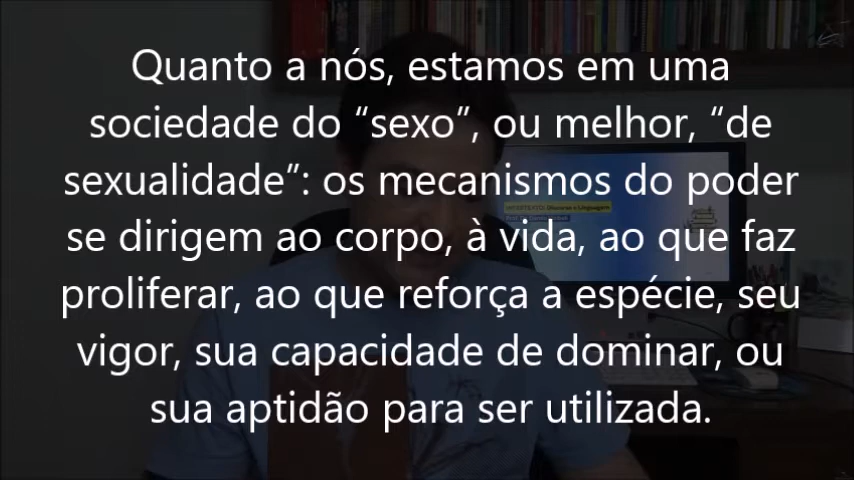 Quanto a nós, estamos em uma
sociedade do “sexo”, ou melhor, “de
sexualidade”: os mecanismos do poder
se dirigem ao corpo, à vida, ao que faz
proliferar, ao que reforça a espécie, seu
vigor, sua capacidade de dominar, ou
sua aptidão para ser utilizada.